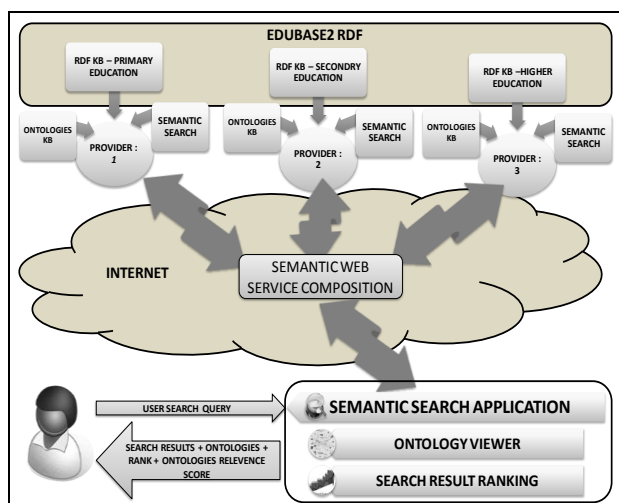 EDUBASE2 RDF
RDF KB – PRIMARY
EDUCATION
RDF KB – SECONDRY
EDUCATION
RDF KB –HIGHER
EDUCATION
ONTOLOGIES
KB
SEMANTIC
SEARCH
PROVIDER :
1
ONTOLOGIES
KB
SEMANTIC
SEARCH
PROVIDER :
2
ONTOLOGIES
KB
SEMANTIC
SEARCH
PROVIDER :
3
INTERNET
SEMANTIC WEB
SERVICE COMPOSITION
USER SEARCH QUERY
SEARCH RESULTS + ONTOLOGIES +
RANK + ONTOLOGIES RELEVENCE
SCORE
SEMANTIC SEARCH APPLICATION
ONTOLOGY VIEWER
SEARCH RESULT RANKING